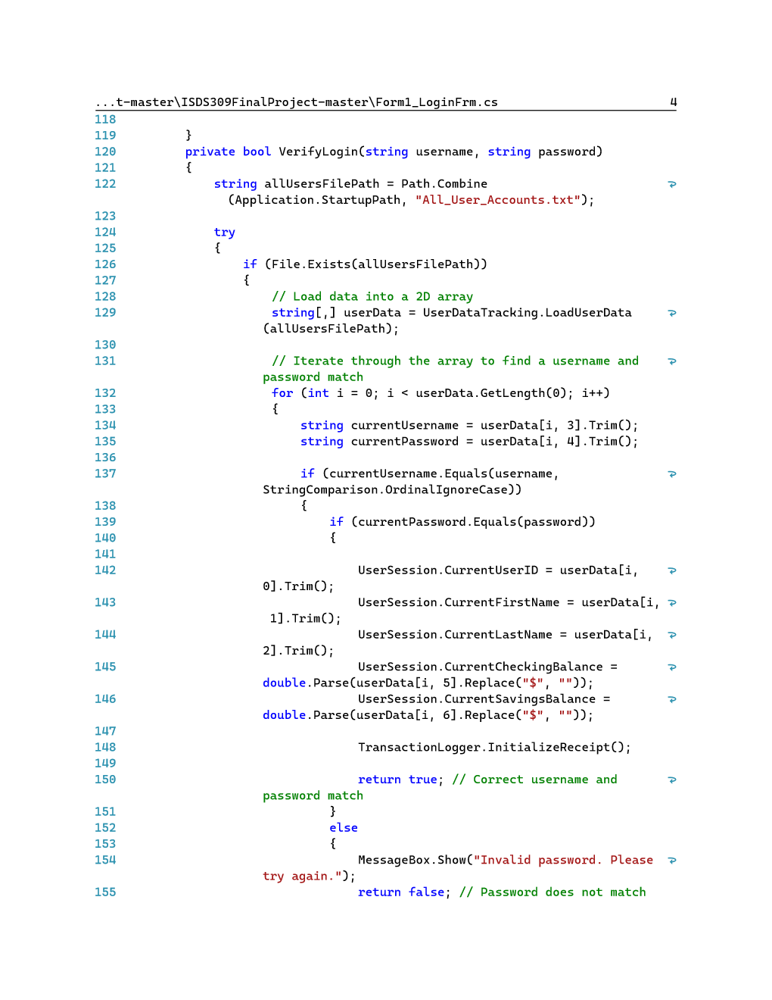 ...t-master\ISDS309FinalProject-master\Form1_LoginFrm.cs 4
118
119 }
120 private bool VerifyLogin(string username, string password)
121 {
122 string allUsersFilePath = Path.Combine
(Application.StartupPath, "All_User_Accounts.txt");
123
124 try
125 {
126 if (File.Exists(allUsersFilePath))
127 {
128 // Load data into a 2D array
129 string[,] userData = UserDataTracking.LoadUserData
(allUsersFilePath);
130
131 // Iterate through the array to find a username and
password match
132 for (int i = 0; i < userData.GetLength(0); i++)
133 {
134 string currentUsername = userData[i, 3].Trim();
135 string currentPassword = userData[i, 4].Trim();
136
137 if (currentUsername.Equals(username,
StringComparison.OrdinalIgnoreCase))
138 {
139 if (currentPassword.Equals(password))
140 {
141
142 UserSession.CurrentUserID = userData[i,
0].Trim();
143 UserSession.CurrentFirstName = userData[i,
1].Trim();
144 UserSession.CurrentLastName = userData[i,
2].Trim();
145 UserSession.CurrentCheckingBalance =
double.Parse(userData[i, 5].Replace("$", ""));
146 UserSession.CurrentSavingsBalance =
double.Parse(userData[i, 6].Replace("$", ""));
147
148 TransactionLogger.InitializeReceipt();
149
150 return true; // Correct username and
password match
151 }
152 else
153 {
154 MessageBox.Show("Invalid password. Please
try again.");
155 return false; // Password does not match